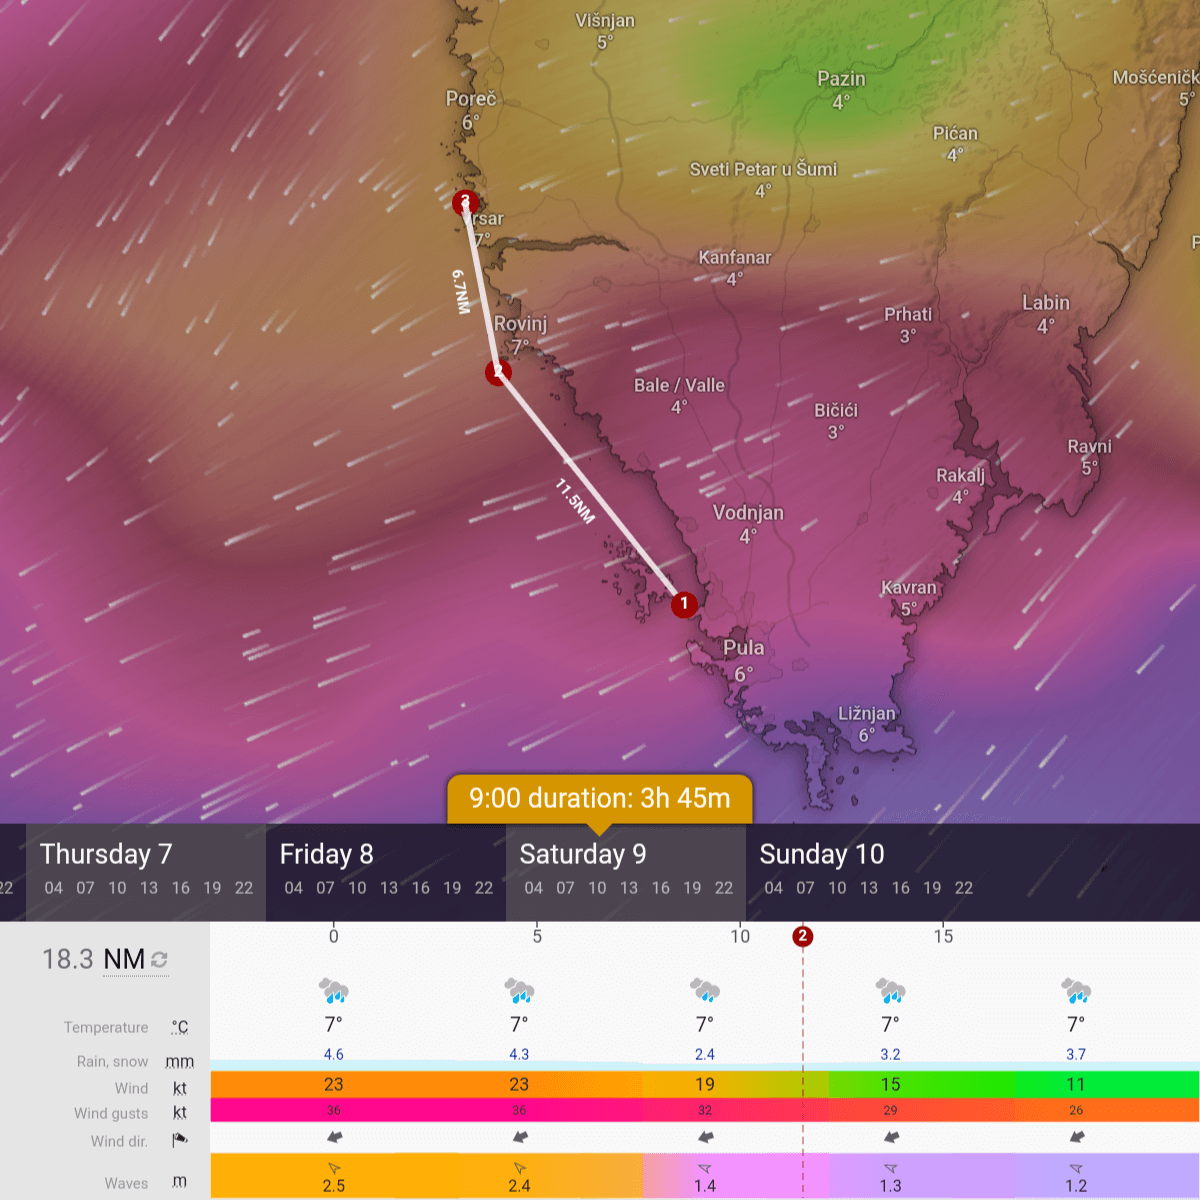 Višnjan
5°
Pazin
4°
Mošćeničk
5°
Poreč
6°
Pićan
4°
Sveti Petar u Šumi
4°
3
rsar
7°
Kanfanar
4°
6.7NM
Labin
4°
Prhati
3°
Rovinj
7°
2
Bale / Valle
4°
Bičići
3°
Ravni
5°
Rakalj
4°
11.5NM
Vodnjan
4°
Kavran
5°
1
Pula
6°
Ližnjan
6°
9:00 duration: 3h 45m
Thursday 7 Friday 8 Saturday 9 Sunday 10
22 04 07 10 13 16 19 22 04 07 10 13 16 19 22 04 07 10 13 16 19 22 04 07 10 13 16 19 22
0 5 10 2 15
18.3 NM
Temperature °C 7° 7° 7° 7° 7°
Rain, snow mm 4.6 4.3 2.4 3.2 3.7
Wind kt 23 23 19 15 11
Wind gusts kt 36 36 32 29 26
Wind dir.
Waves m 2.5 2.4 1.4 1.3 1.2